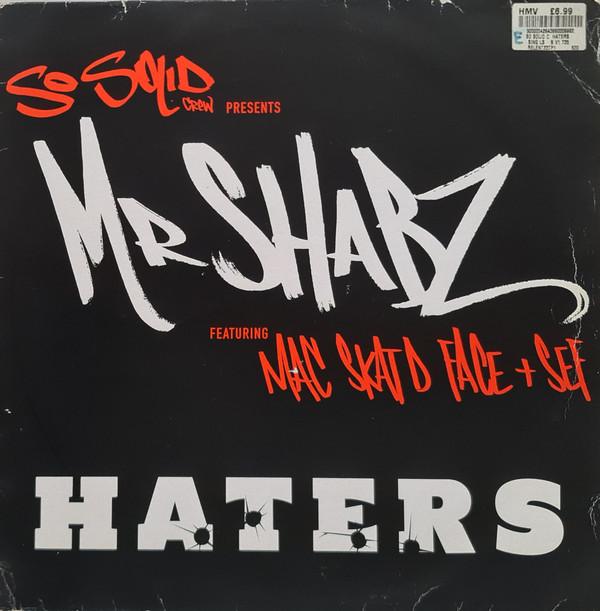 HMV £6.99
SO SOLID
CREW PRESENTS
MR SHABZ
FEATURING
MAC SKAT D FACE + SEF
HATERS